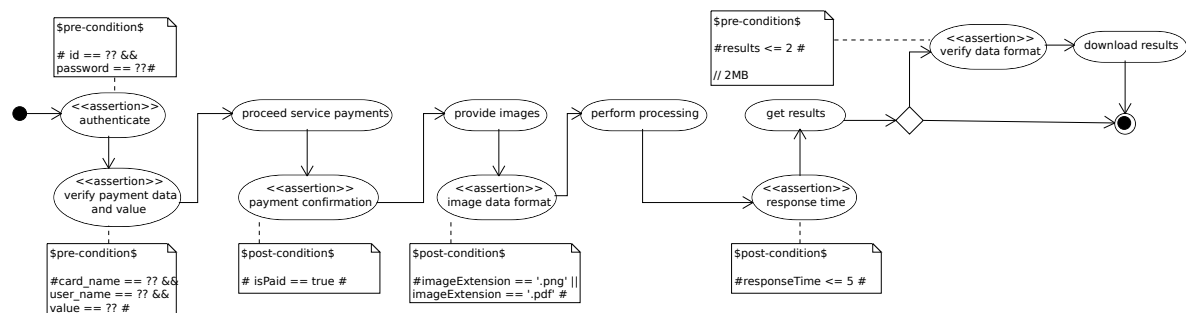 $pre-condition$
# id == ?? &&
password == ??#
<<assertion>>
authenticate
<<assertion>>
verify payment data
and value
$pre-condition$
#card_name == ?? &&
user_name == ?? &&
value == ?? #
proceed service payments
<<assertion>>
payment confirmation
$post-condition$
# isPaid == true #
provide images
<<assertion>>
image data format
$post-condition$
#imageExtension == '.png' ||
imageExtension == '.pdf' #
perform processing
<<assertion>>
response time
$post-condition$
#responseTime <= 5 #
get results
$pre-condition$
#results <= 2 #
// 2MB
<<assertion>>
verify data format
download results